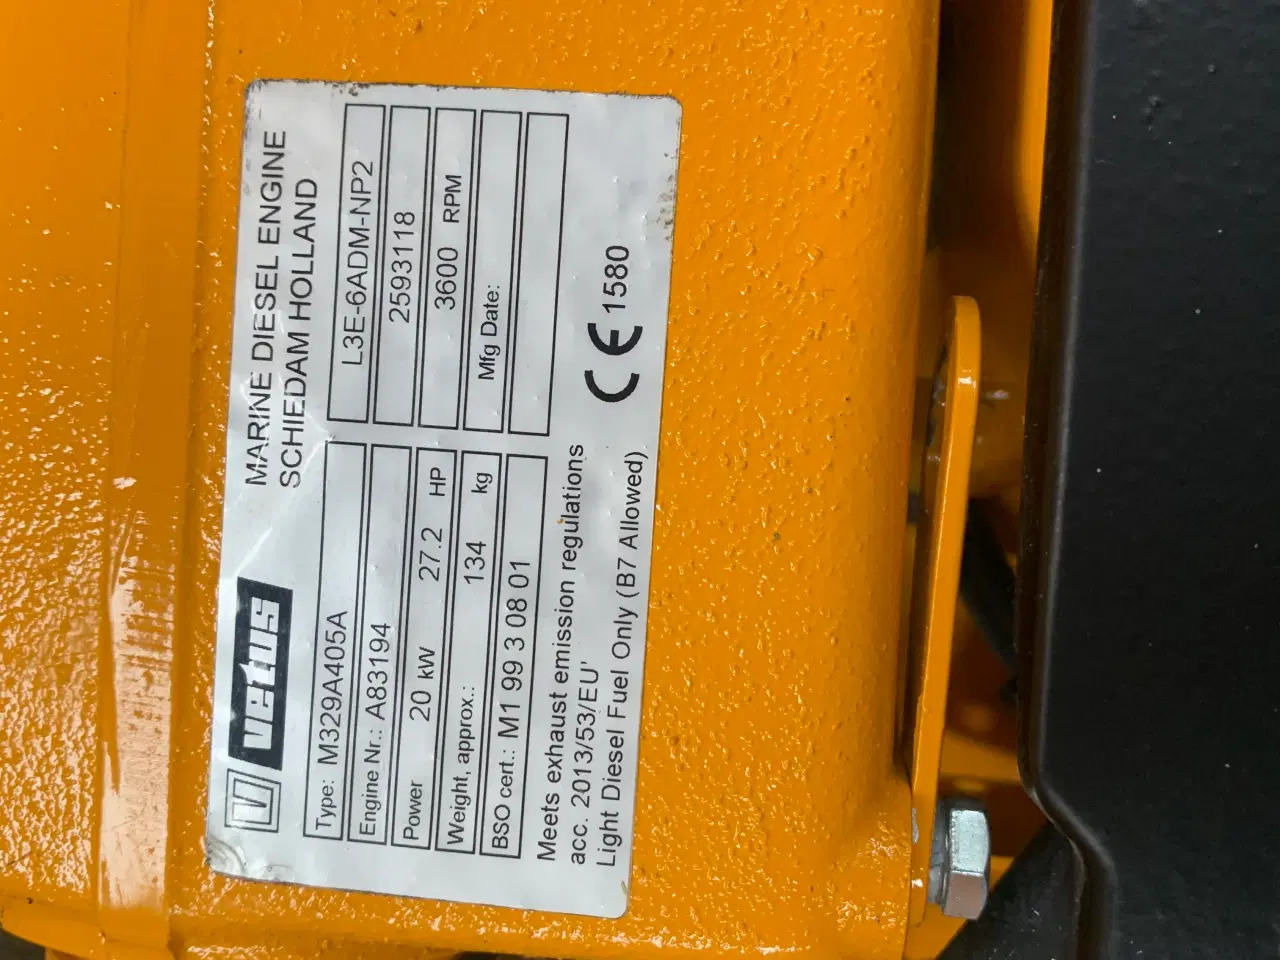 V vetus
MARINE DIESEL ENGINE
SCHIEDAM HOLLAND
Type: M329A405A L3E-6ADM-NP2
Engine Nr.: A83194 2593118
Power 20 kW 27.2 HP 3600 RPM
Weight, approx.: 134 kg Mfg Date:
BSO cert.: M1 99 3 08 01
Meets exhaust emission regulations
acc. 2013/53/EU'
Light Diesel Fuel Only (B7 Allowed)
CE 1580